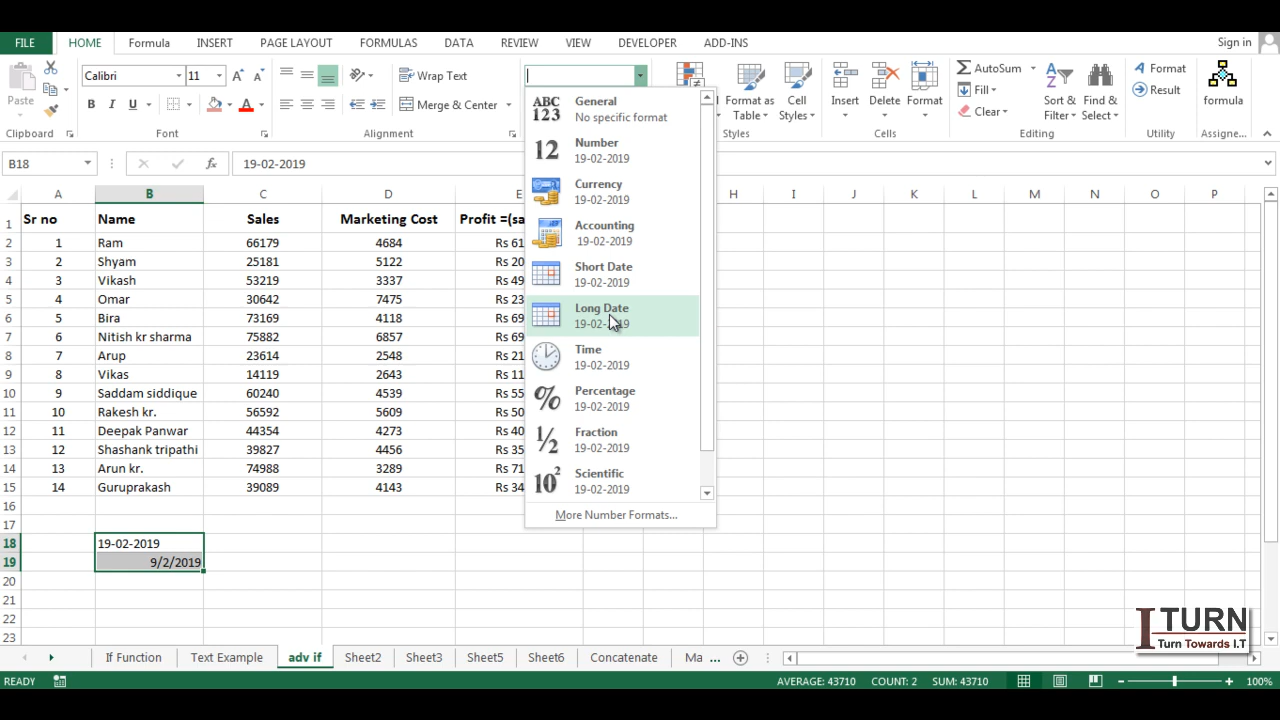 FILE HOME Formula INSERT PAGE LAYOUT FORMULAS DATA REVIEW VIEW DEVELOPER ADD-INS Sign in
Paste Calibri 11 Wrap Text Format as Table Cell Styles Insert Delete Format AutoSum Sort & Filter Find & Select Format formula
B I U Merge & Center Fill Result
Clear
Clipboard Font Alignment Styles Cells Editing Utility Assigne...
B18 fx 19-02-2019
A B C D E H I J K L M N O P
1 Sr no Name Sales Marketing Cost Profit =(sa
2 1 Ram 66179 4684 Rs 61
3 2 Shyam 25181 5122 Rs 20
4 3 Vikash 53219 3337 Rs 49
5 4 Omar 30642 7475 Rs 23
6 5 Bira 73169 4118 Rs 69
7 6 Nitish kr sharma 75882 6857 Rs 69
8 7 Arup 23614 2548 Rs 21
9 8 Vikas 14119 2643 Rs 11
10 9 Saddam siddique 60240 4539 Rs 55
11 10 Rakesh kr. 56592 5609 Rs 50
12 11 Deepak Panwar 44354 4273 Rs 40
13 12 Shashank tripathi 39827 4456 Rs 35
14 13 Arun kr. 74988 3289 Rs 71
15 14 Guruprakash 39089 4143 Rs 34
16
17
18 19-02-2019
19 9/2/2019
20
21
22
23
ABC 123 General
No specific format
12 Number
19-02-2019
Currency
19-02-2019
Accounting
19-02-2019
Short Date
19-02-2019
Long Date
19-02-2019
Time
19-02-2019
% Percentage
19-02-2019
½ Fraction
19-02-2019
10² Scientific
19-02-2019
More Number Formats...
I TURN
Turn Towards I.T
If Function Text Example adv if Sheet2 Sheet3 Sheet5 Sheet6 Concatenate Ma ...
READY AVERAGE: 43710 COUNT: 2 SUM: 43710 100%